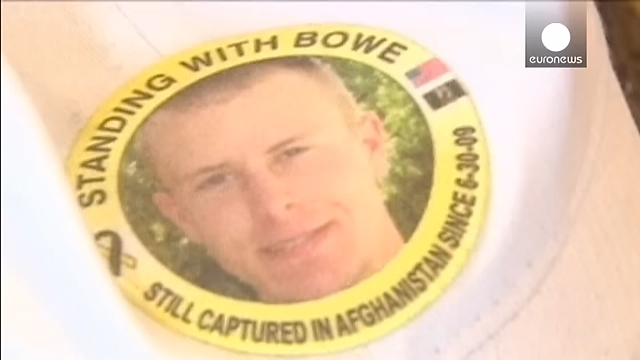 STANDING WITH BOWE
STILL CAPTURED IN AFGHANISTAN SINCE 6-30-09
euronews